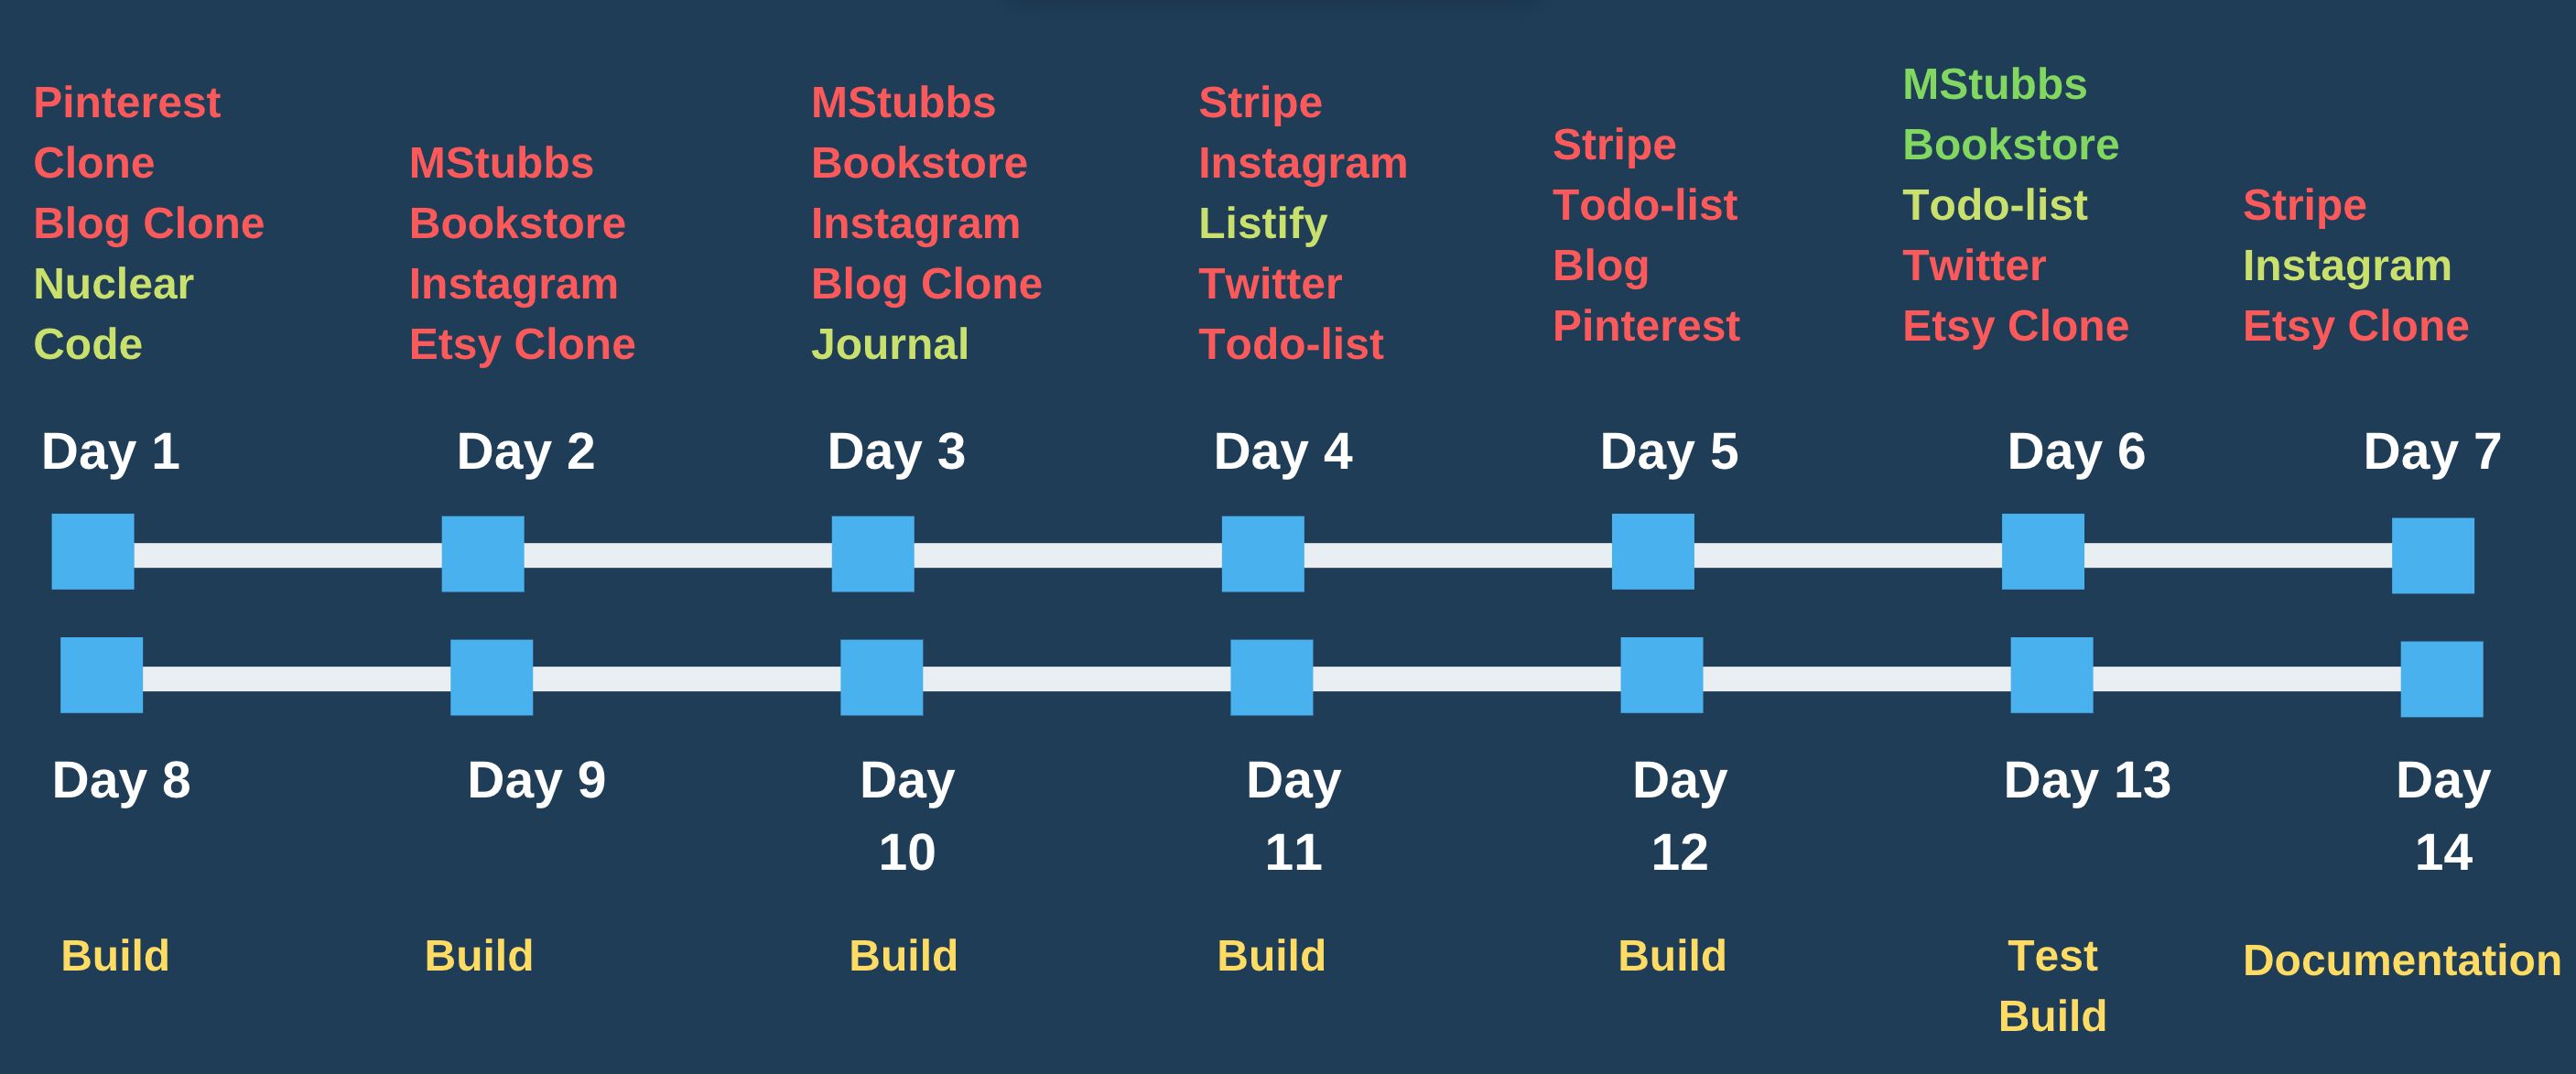 Pinterest
Clone
Blog Clone
Nuclear
Code
MStubbs
Bookstore
Instagram
Etsy Clone
MStubbs
Bookstore
Instagram
Blog Clone
Journal
Stripe
Instagram
Listify
Twitter
Todo-list
Stripe
Todo-list
Blog
Pinterest
MStubbs
Bookstore
Todo-list
Twitter
Etsy Clone
Stripe
Instagram
Etsy Clone
Day 1
Day 2
Day 3
Day 4
Day 5
Day 6
Day 7
Day 8
Day 9
Day
10
Day
11
Day
12
Day 13
Day
14
Build
Build
Build
Build
Build
Test
Build
Documentation